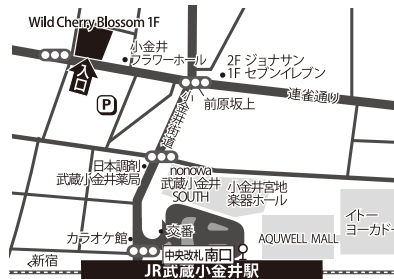 Wild Cherry Blossom 1F
小金井
フラワーホール
2F ジョナサン
1F セブンイレブン
入口
P
前原坂上
連雀通り
小金井街道
日本調剤
武蔵小金井薬局
nonowa
武蔵小金井
SOUTH
小金井宮地
楽器ホール
イトー
ヨーカドー
カラオケ館
交番
AQUWELL MALL
中央改札 南口
←新宿
JR武蔵小金井駅